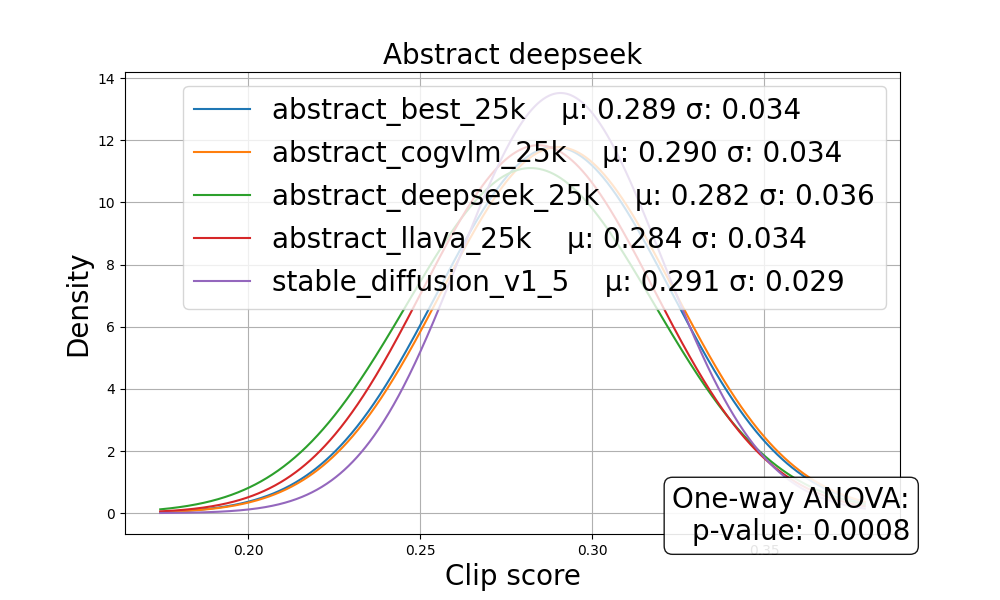 Abstract deepseek
14
12
10
8
6
4
2
0
Density
abstract_best_25k μ: 0.289 σ: 0.034
abstract_cogvlm_25k μ: 0.290 σ: 0.034
abstract_deepseek_25k μ: 0.282 σ: 0.036
abstract_llava_25k μ: 0.284 σ: 0.034
stable_diffusion_v1_5 μ: 0.291 σ: 0.029
One-way ANOVA:
p-value: 0.0008
0.20 0.25 0.30 0.35
Clip score